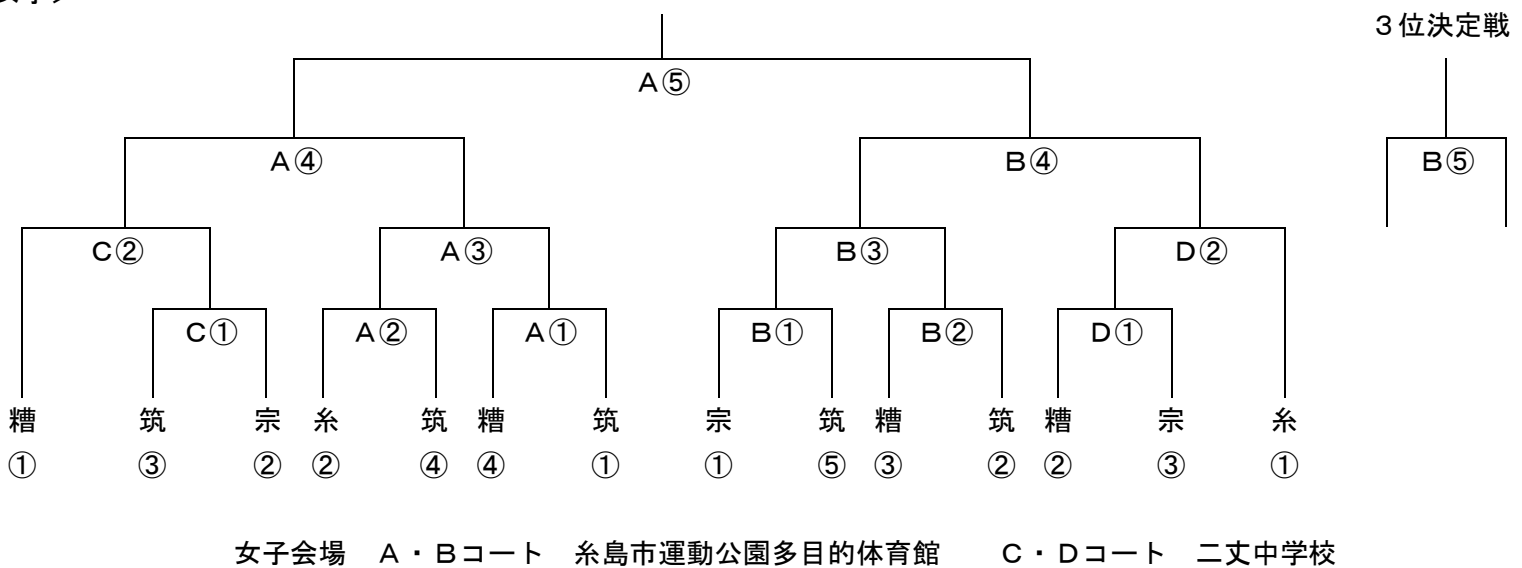 ３位決定戦
A⑤
A④ B④ B⑤
C② A③ B③ D②
C① A② A① B① B② D①
糟 筑 宗 糸 筑 糟 筑 宗 筑 糟 筑 糟 宗 糸
① ③ ② ② ④ ④ ① ① ⑤ ③ ② ② ③ ①
女子会場　A・Bコート　糸島市運動公園多目的体育館　　C・Dコート　二丈中学校